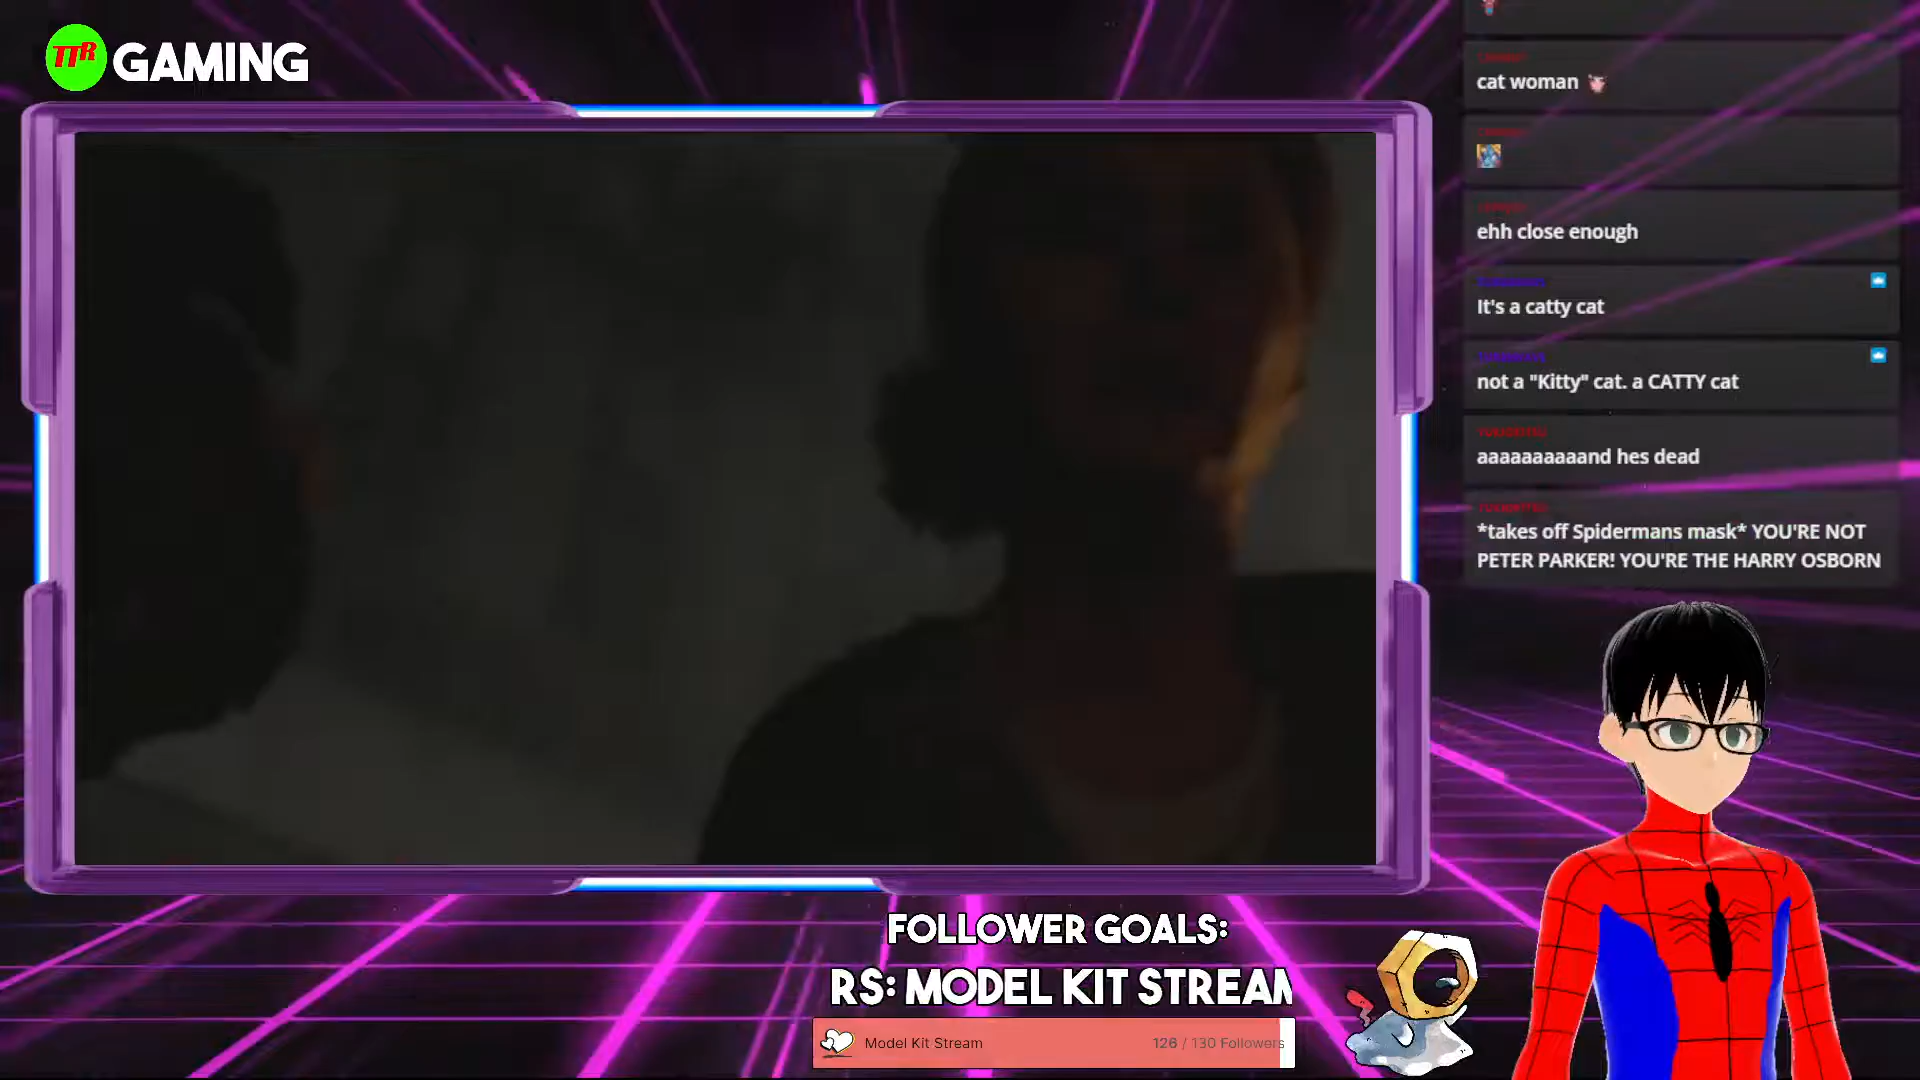 TTR GAMING
cat woman
ehh close enough
It's a catty cat
not a "Kitty" cat. a CATTY cat
aaaaaaaaaand hes dead
*takes off Spidermans mask* YOU'RE NOT
PETER PARKER! YOU'RE THE HARRY OSBORN
FOLLOWER GOALS:
RS: MODEL KIT STREAM
Model Kit Stream 126 / 130 Followers